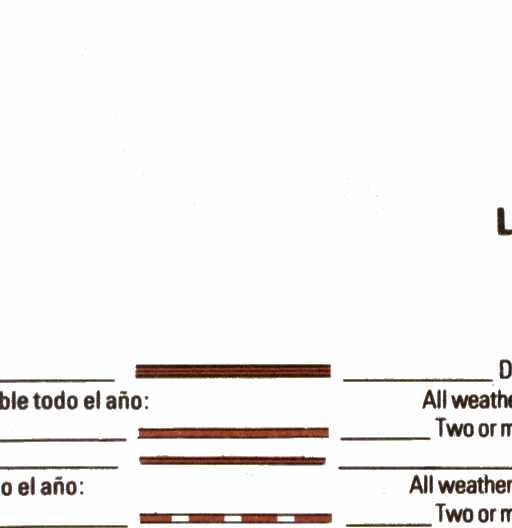 L
D
ble todo el año:
All weathe
Two or m
o el año:
All weather
Two or m